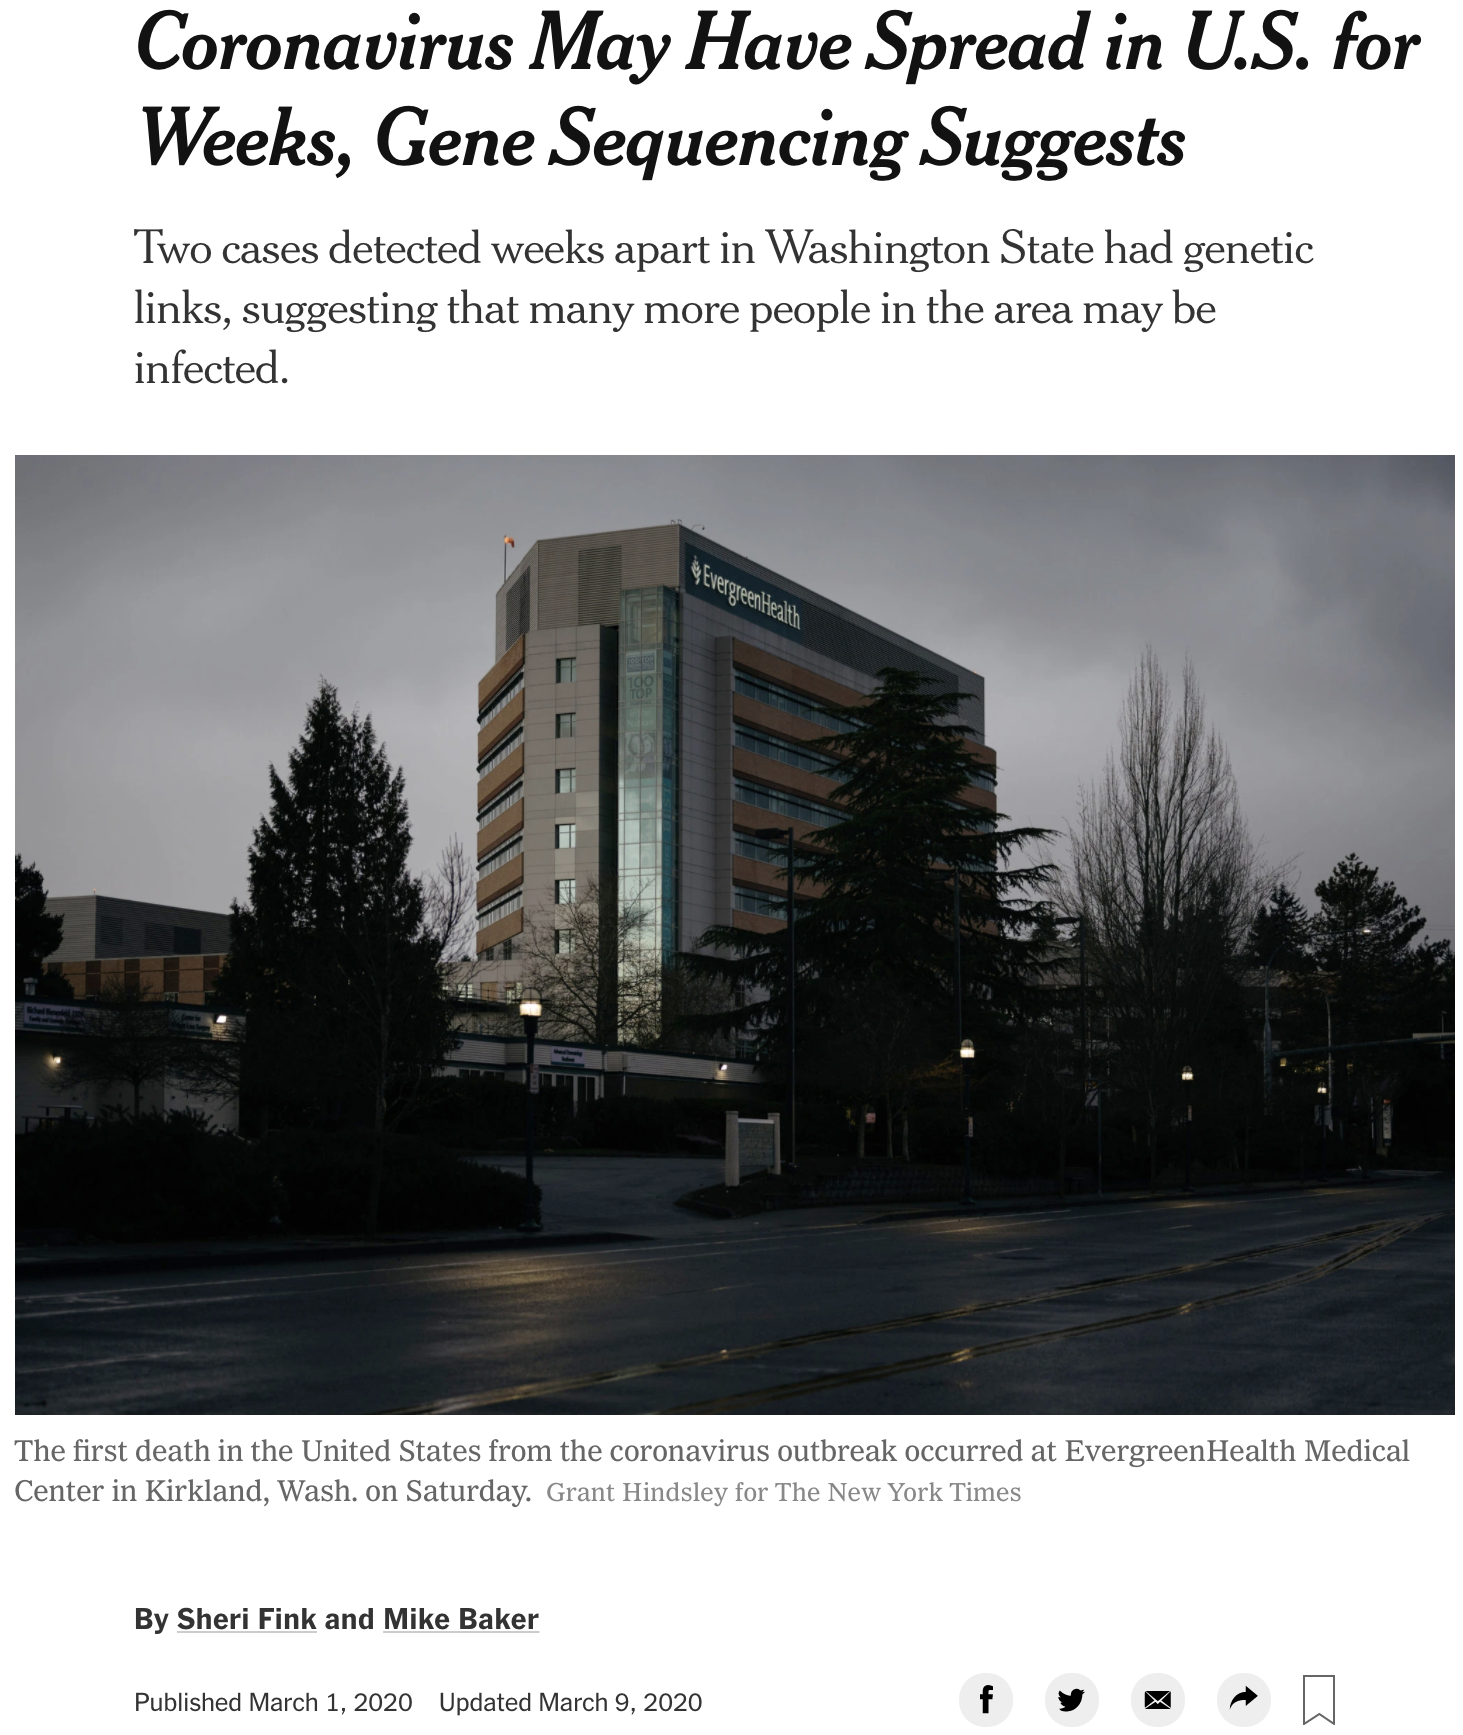 Coronavirus May Have Spread in U.S. for
Weeks, Gene Sequencing Suggests
Two cases detected weeks apart in Washington State had genetic
links, suggesting that many more people in the area may be
infected.
EvergreenHealth
100
TOP
The first death in the United States from the coronavirus outbreak occurred at EvergreenHealth Medical
Center in Kirkland, Wash. on Saturday. Grant Hindsley for The New York Times
By Sheri Fink and Mike Baker
Published March 1, 2020 Updated March 9, 2020